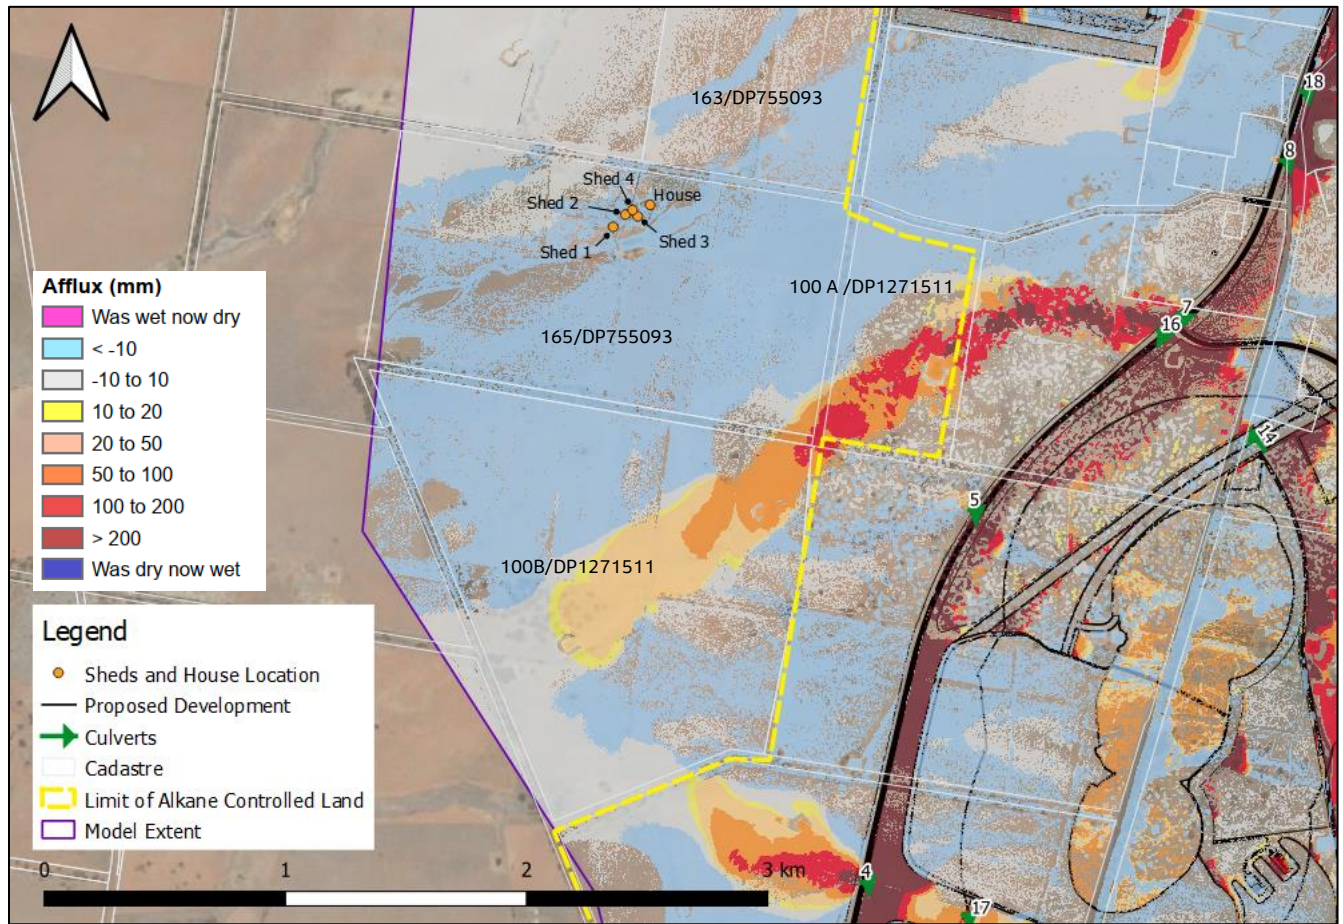 18
163/DP755093
8
Shed 4
House
Shed 2
Shed 3
Shed 1
Afflux (mm)
Was wet now dry
< -10
-10 to 10
10 to 20
20 to 50
50 to 100
100 to 200
> 200
Was dry now wet
100 A /DP1271511
7
16
165/DP755093
14
5
100B/DP1271511
Legend
Sheds and House Location
Proposed Development
Culverts
Cadastre
Limit of Alkane Controlled Land
Model Extent
0 1 2 3 km
4
17